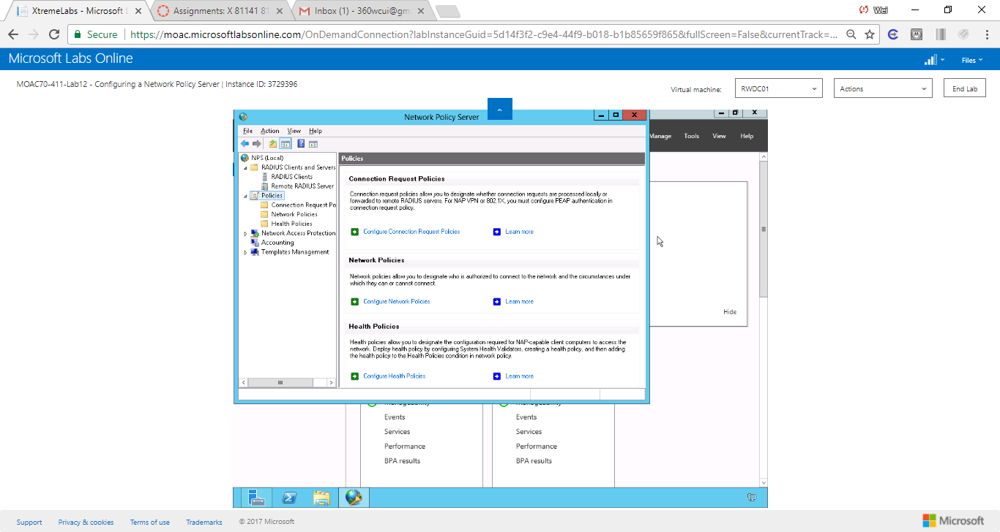 XtremeLabs - Microsoft L
Assignments: X 81141 81
Inbox (1) - 360wcui@gm
Wei
Secure
https://moac.microsoftlabsonline.com/OnDemandConnection?labInstanceGuid=5d14f3f2-c9e4-44f9-b018-b1b85659f865&fullScreen=False&currentTrack=...
Microsoft Labs Online
Files
MOAC70-411-Lab12 - Configuring a Network Policy Server | Instance ID: 3729396
Virtual machine:
RWDC01
Actions
End Lab
Network Policy Server
File Action View Help
Manage Tools View Help
NPS (Local)
RADIUS Clients and Servers
RADIUS Clients
Remote RADIUS Server
Policies
Connection Request Po
Network Policies
Health Policies
Network Access Protection
Accounting
Templates Management
Policies
Connection Request Policies
Connection request policies allow you to designate whether connection requests are processed locally or
forwarded to remote RADIUS servers. For NAP VPN or 802.1X, you must configure PEAP authentication in
connection request policy.
Configure Connection Request Policies
Learn more
Network Policies
Network policies allow you to designate who is authorized to connect to the network and the circumstances under
which they can or cannot connect.
Configure Network Policies
Learn more
Health Policies
Health policies allow you to designate the configuration required for NAP-capable client computers to access the
network. Deploy health policy by configuring System Health Validators, creating a health policy, and then adding
the health policy to the Health Policies condition in network policy.
Configure Health Policies
Learn more
Hide
Manageability
Events
Services
Performance
BPA results
Manageability
Events
Services
Performance
BPA results
Support
Privacy & cookies
Terms of use
Trademarks
© 2017 Microsoft
Microsoft